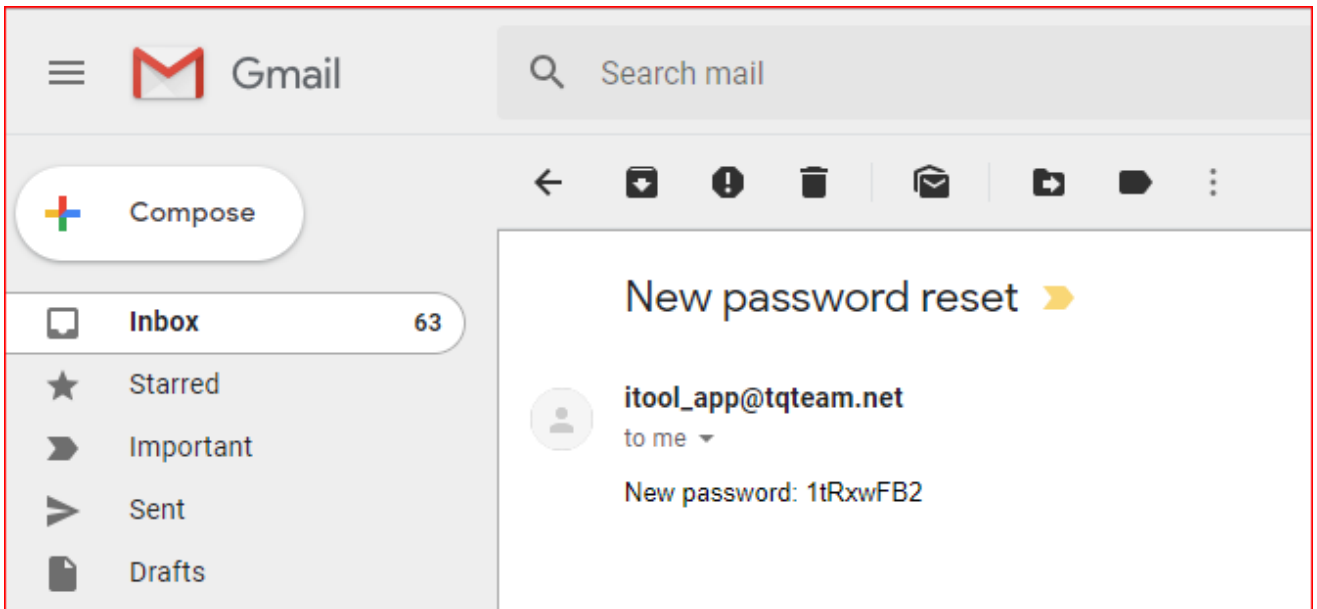 Gmail
Search mail
Compose
Inbox 63
Starred
Important
Sent
Drafts
New password reset
itool_app@tqteam.net
to me
New password: 1tRxwFB2